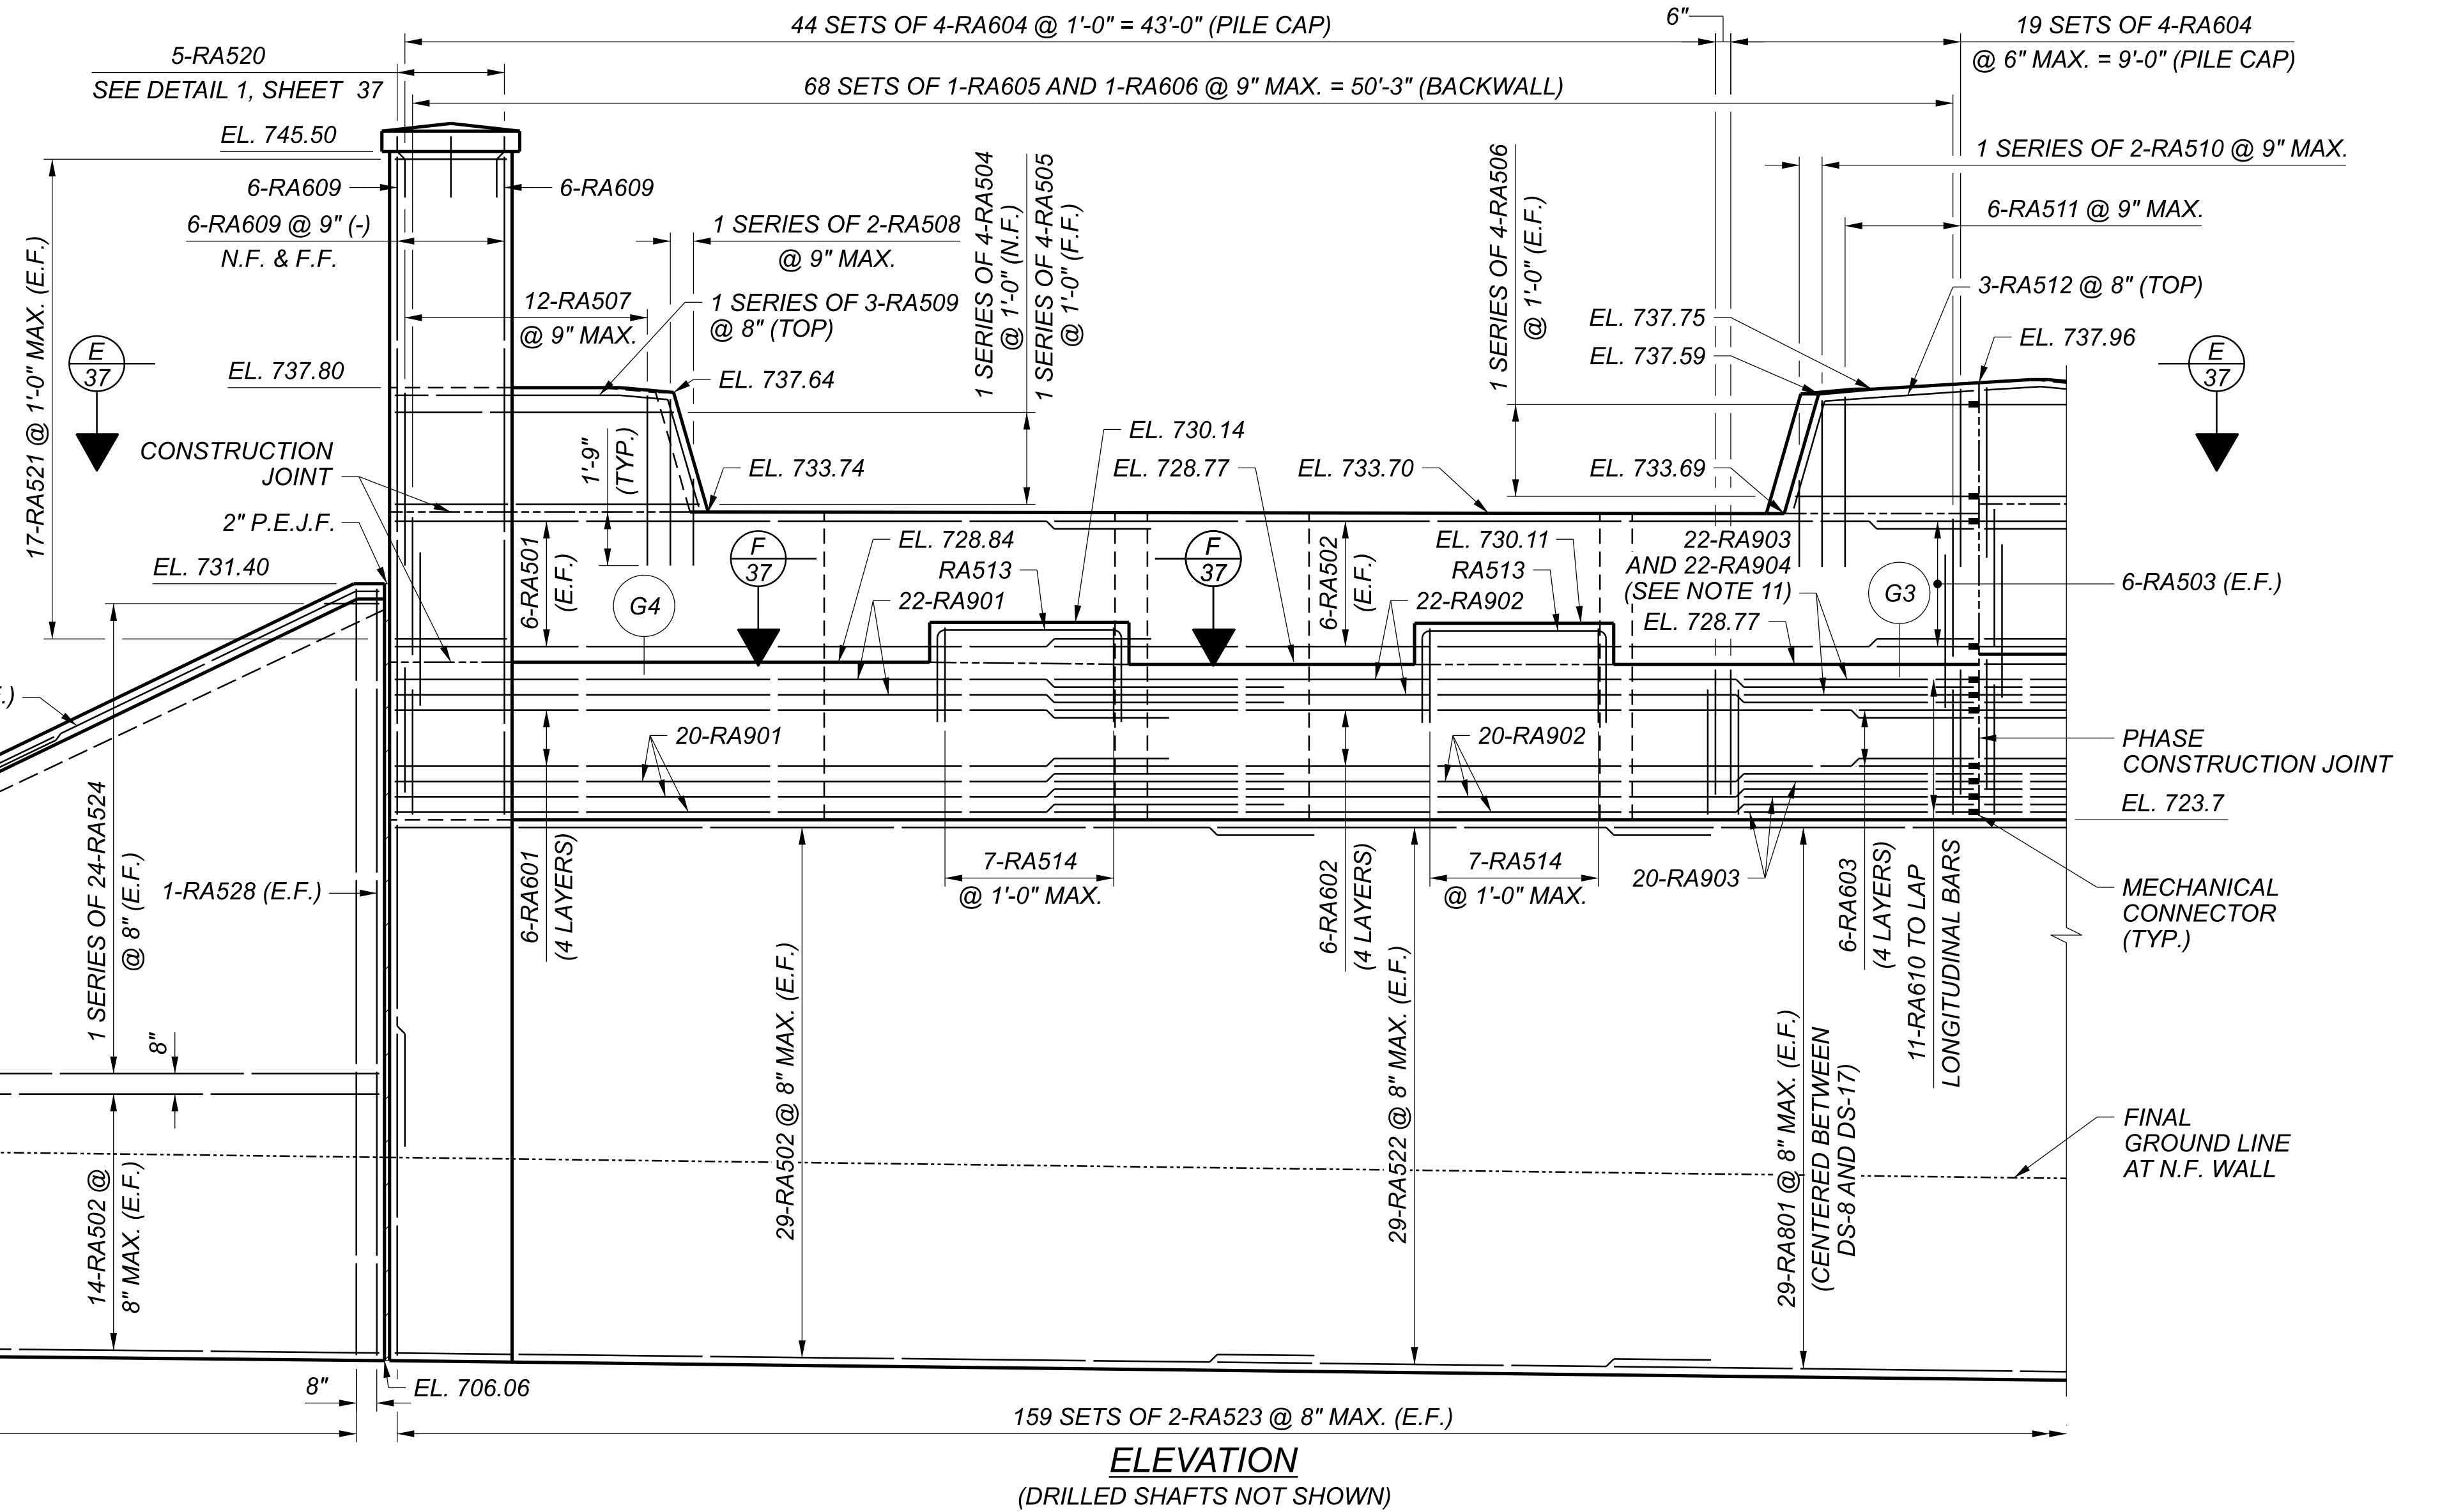 44 SETS OF 4-RA604 @ 1'-0" = 43'-0" (PILE CAP)
6"
19 SETS OF 4-RA604
@ 6" MAX. = 9'-0" (PILE CAP)
5-RA520
SEE DETAIL 1, SHEET 37
68 SETS OF 1-RA605 AND 1-RA606 @ 9" MAX. = 50'-3" (BACKWALL)
EL. 745.50
1 SERIES OF 2-RA510 @ 9" MAX.
6-RA609
6-RA609
6-RA609 @ 9" (-)
N.F. & F.F.
1 SERIES OF 2-RA508
@ 9" MAX.
1 SERIES OF 4-RA504
@ 1'-0" (N.F.)
1 SERIES OF 4-RA505
@ 1'-0" (F.F.)
1 SERIES OF 4-RA506
@ 1'-0" (E.F.)
6-RA511 @ 9" MAX.
17-RA521 @ 1'-0" MAX. (E.F.)
12-RA507
@ 9" MAX.
1 SERIES OF 3-RA509
@ 8" (TOP)
3-RA512 @ 8" (TOP)
EL. 737.75
EL. 737.59
EL. 737.96
E
37
E
37
EL. 737.80
EL. 737.64
CONSTRUCTION
JOINT
1'-9"
(TYP.)
EL. 733.74
EL. 730.14
EL. 728.77
EL. 733.70
EL. 733.69
2" P.E.J.F.
EL. 731.40
6-RA501
(E.F.)
G4
F
37
EL. 728.84
RA513
22-RA901
F
37
6-RA502
(E.F.)
EL. 730.11
RA513
22-RA902
22-RA903
AND 22-RA904
(SEE NOTE 11)
EL. 728.77
G3
6-RA503 (E.F.)
.)
20-RA901
20-RA902
PHASE
CONSTRUCTION JOINT
EL. 723.7
1 SERIES OF 24-RA524
@ 8" (E.F.)
1-RA528 (E.F.)
6-RA601
(4 LAYERS)
7-RA514
@ 1'-0" MAX.
6-RA602
(4 LAYERS)
7-RA514
@ 1'-0" MAX.
20-RA903
6-RA603
(4 LAYERS)
11-RA610 TO LAP
LONGITUDINAL BARS
MECHANICAL
CONNECTOR
(TYP.)
8"
29-RA502 @ 8" MAX. (E.F.)
29-RA522 @ 8" MAX. (E.F.)
29-RA801 @ 8" MAX. (E.F.)
(CENTERED BETWEEN
DS-8 AND DS-17)
14-RA502 @
8" MAX. (E.F.)
FINAL
GROUND LINE
AT N.F. WALL
8"
EL. 706.06
159 SETS OF 2-RA523 @ 8" MAX. (E.F.)
ELEVATION
(DRILLED SHAFTS NOT SHOWN)